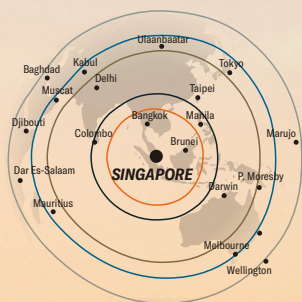 Ulaanbaatar
Kabul
Tokyo
Baghdad
Delhi
Muscat
Taipei
Djibouti
Bangkok
Manila
Colombo
Marujo
Brunei
Dar Es-Salaam
SINGAPORE
P. Moresby
Darwin
Mauritius
Melbourne
Wellington